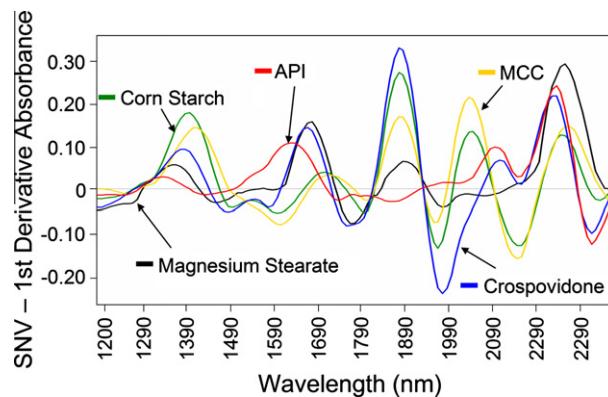 SNV – 1st Derivative Absorbance
0.30
0.20
0.10
0
-0.10
-0.20
Corn Starch
API
MCC
Magnesium Stearate
Crospovidone
1200
1290
1390
1490
1590
1690
1790
1890
1990
2090
2290
2290
Wavelength (nm)